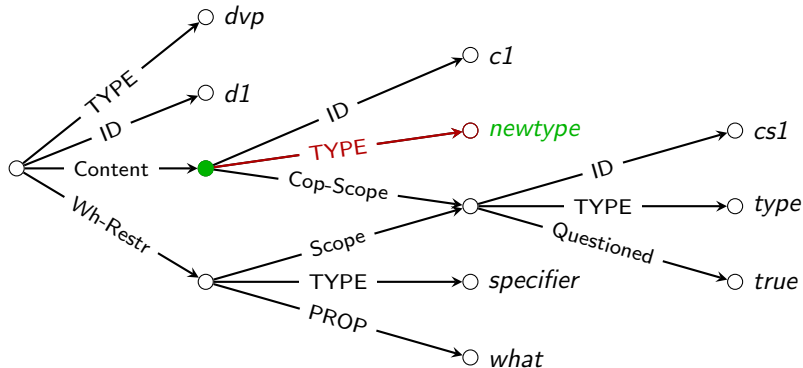 dvp
TYPE
d1
ID
Content
Wh-Restr
c1
ID
newtype
TYPE
Cop-Scope
cs1
ID
type
TYPE
true
Questioned
Scope
specifier
TYPE
what
PROP